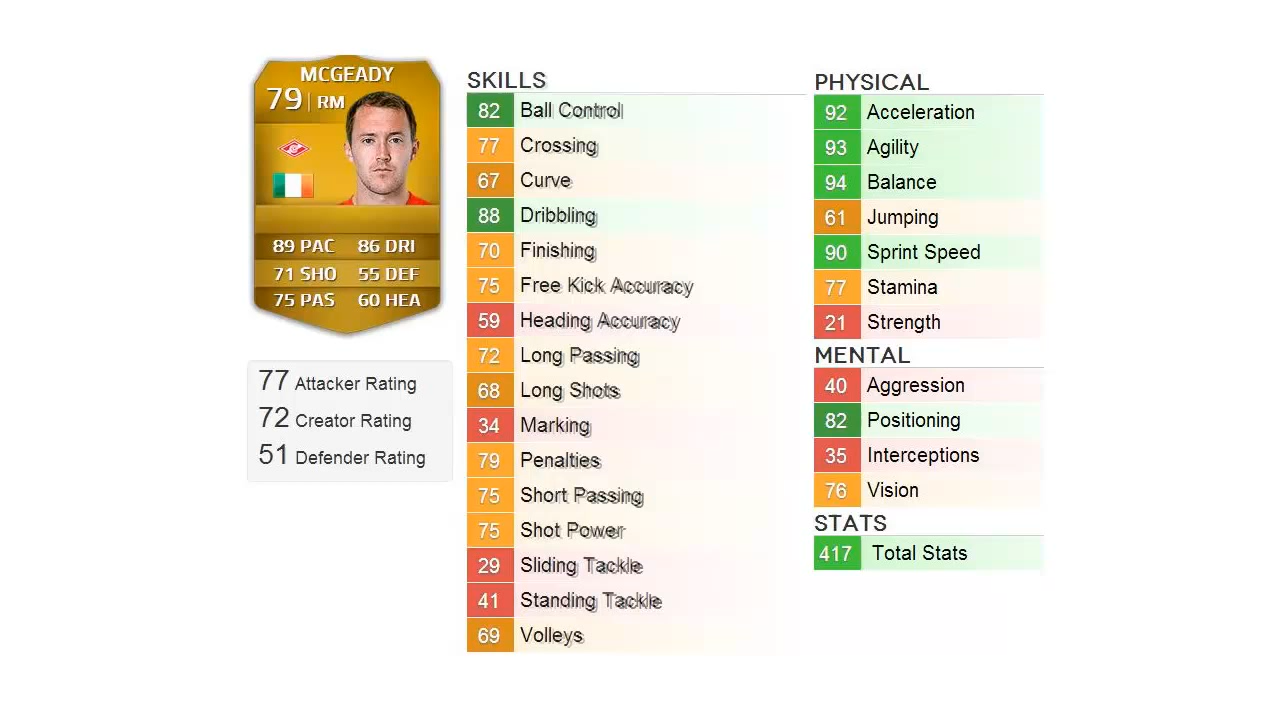 MCGEADY
79 | RM
89 PAC 86 DRI
71 SHO 55 DEF
75 PAS 60 HEA
77 Attacker Rating
72 Creator Rating
51 Defender Rating
SKILLS
82 Ball Control
77 Crossing
67 Curve
88 Dribbling
70 Finishing
75 Free Kick Accuracy
59 Heading Accuracy
72 Long Passing
68 Long Shots
34 Marking
79 Penalties
75 Short Passing
75 Shot Power
29 Sliding Tackle
41 Standing Tackle
69 Volleys
PHYSICAL
92 Acceleration
93 Agility
94 Balance
61 Jumping
90 Sprint Speed
77 Stamina
21 Strength
MENTAL
40 Aggression
82 Positioning
35 Interceptions
76 Vision
STATS
417 Total Stats